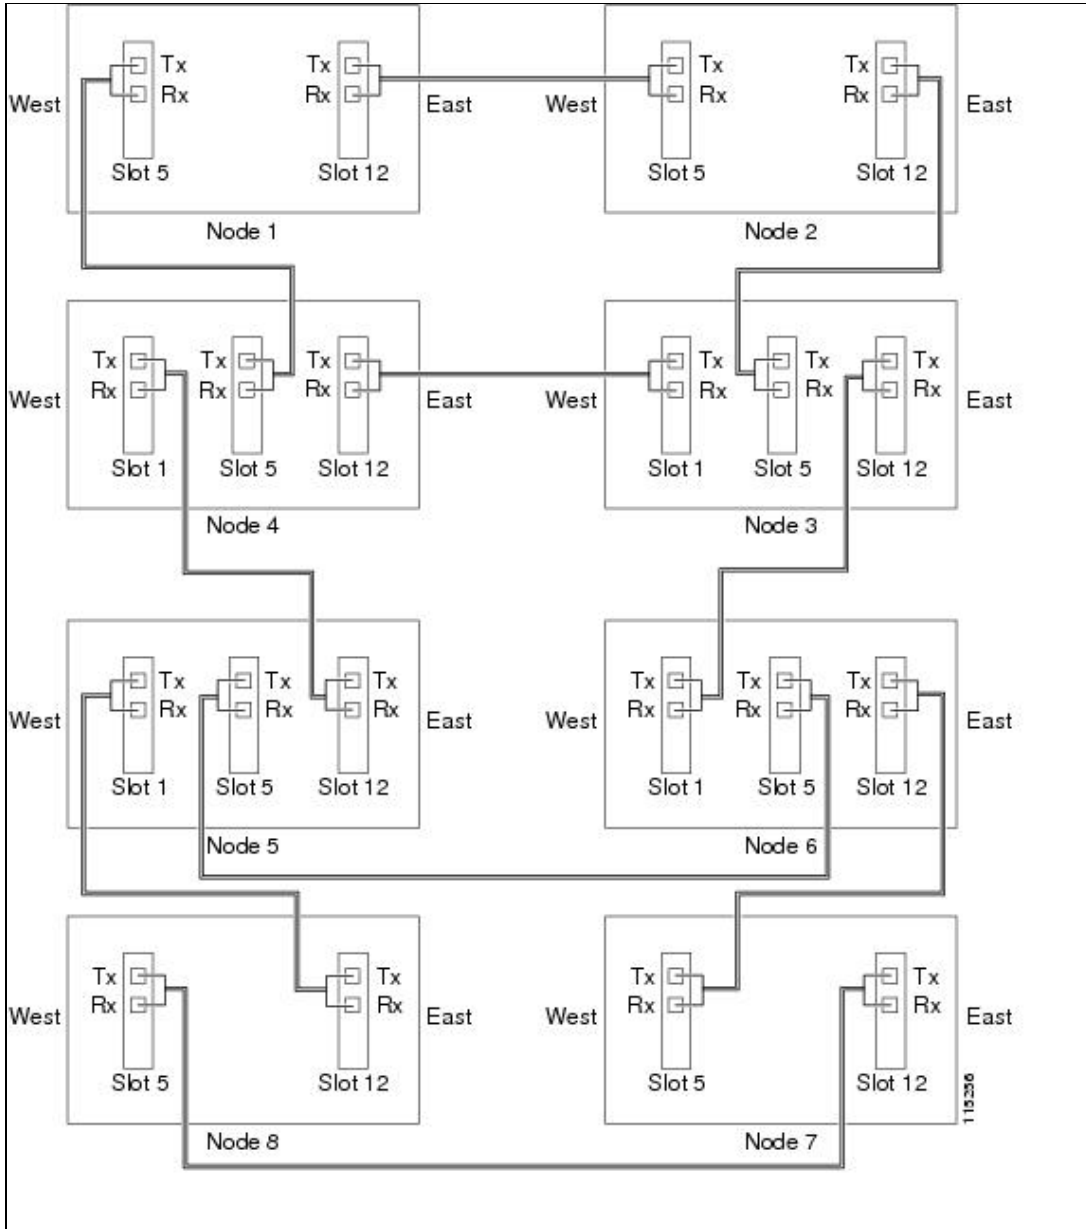 Tx Tx Tx Tx
West Rx Rx East West Rx Rx East
Slot 5 Slot 12 Slot 5 Slot 12
Node 1 Node 2
Tx Tx Tx Tx Tx Tx
West Rx Rx Rx East West Rx Rx Rx East
Slot 1 Slot 5 Slot 12 Slot 1 Slot 5 Slot 12
Node 4 Node 3
Tx Tx Tx Tx Tx Tx
West Rx Rx Rx East West Rx Rx Rx East
Slot 1 Slot 5 Slot 12 Slot 1 Slot 5 Slot 12
Node 5 Node 6
Tx Tx Tx Tx
West Rx Rx East West Rx Rx East
Slot 5 Slot 12 Slot 5 Slot 12
115256
Node 8 Node 7